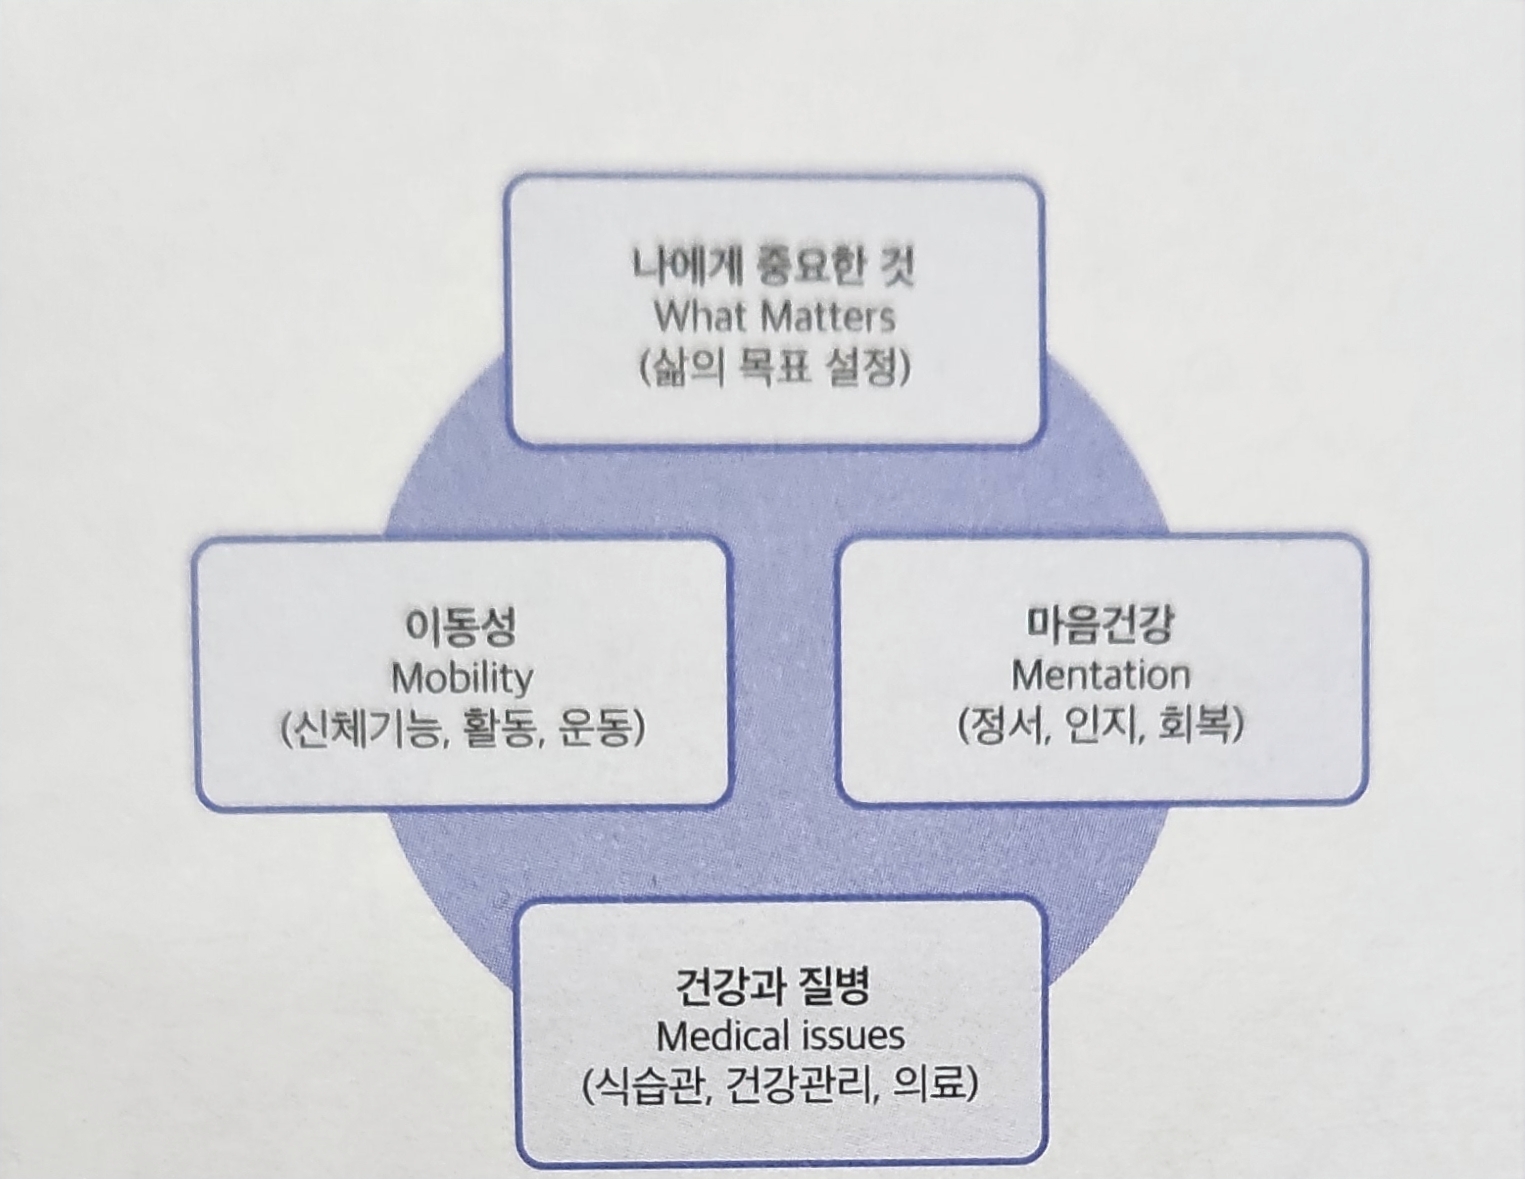 나에게 중요한 것
What Matters
(삶의 목표 설정)
이동성
Mobility
(신체기능, 활동, 운동)
마음건강
Mentation
(정서, 인지, 회복)
건강과 질병
Medical issues
(식습관, 건강관리, 의료)